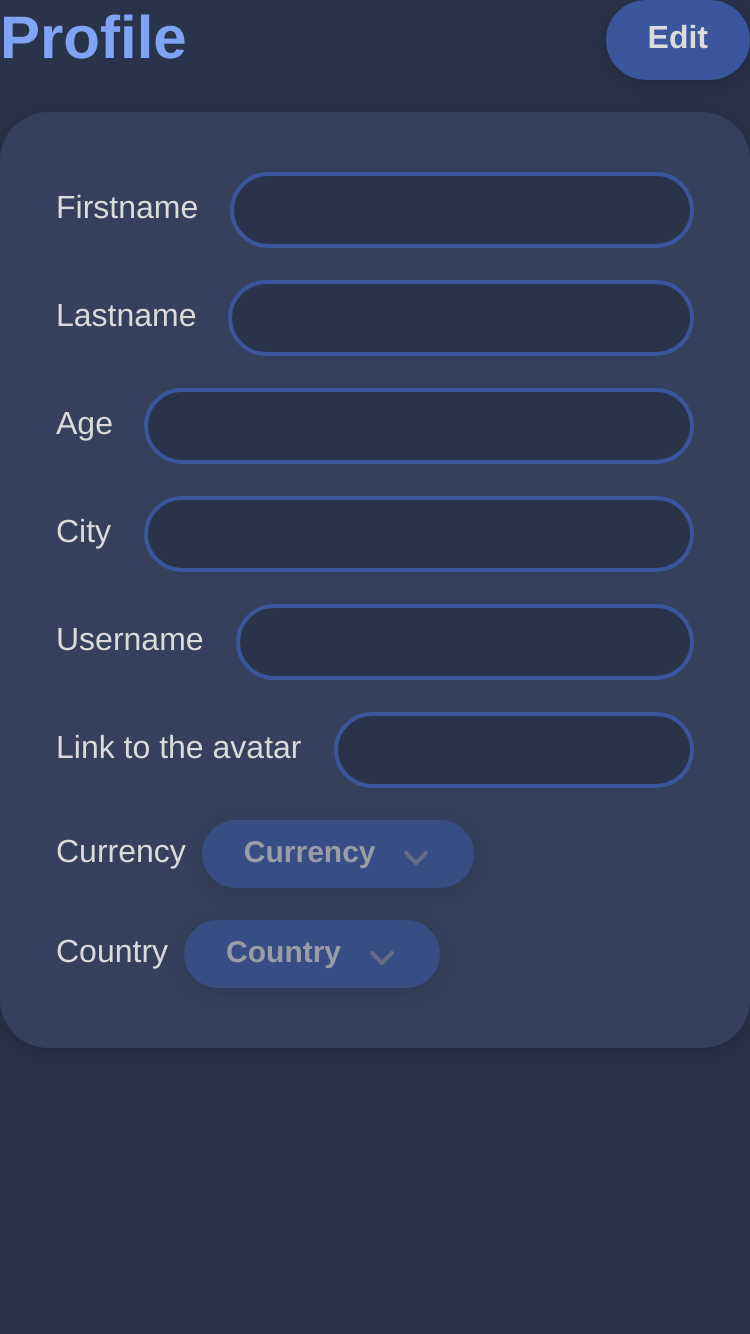 Profile
Edit
Firstname
Lastname
Age
City
Username
Link to the avatar
Currency Currency
Country Country